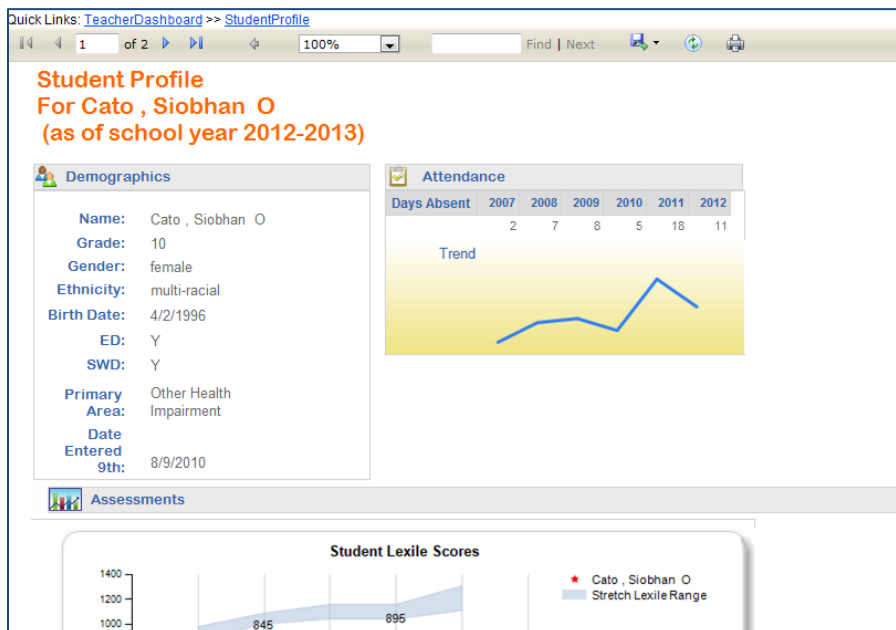 Quick Links: TeacherDashboard >> StudentProfile
1 of 2 100% Find | Next
Student Profile
For Cato , Siobhan O
(as of school year 2012-2013)
Demographics
Name: Cato , Siobhan O
Grade: 10
Gender: female
Ethnicity: multi-racial
Birth Date: 4/2/1996
ED: Y
SWD: Y
Primary Other Health
Area: Impairment
Date
Entered
9th: 8/9/2010
Attendance
Days Absent 2007 2008 2009 2010 2011 2012
2 7 8 5 18 11
Trend
Assessments
Student Lexile Scores
1400
1200
1000
845 895
Cato , Siobhan O
Stretch Lexile Range